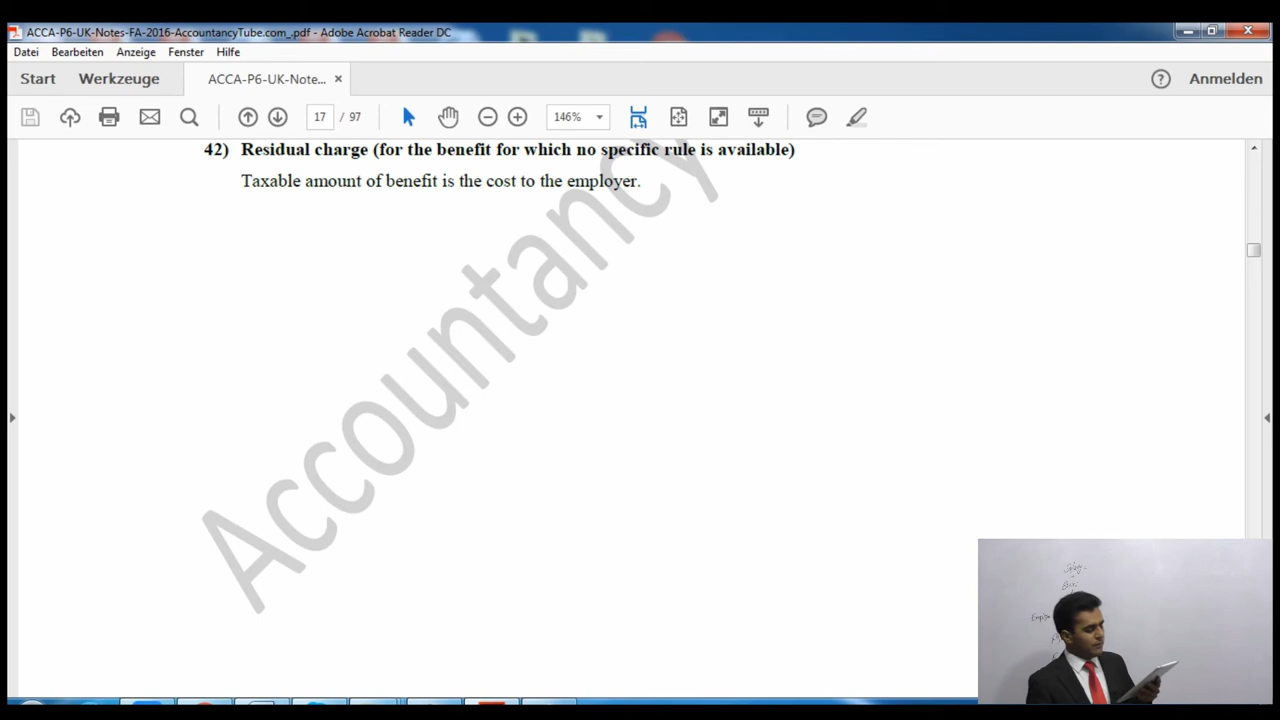 ACCA-P6-UK-Notes-FA-2016-AccountancyTube.com_.pdf - Adobe Acrobat Reader DC
Datei Bearbeiten Anzeige Fenster Hilfe
Start Werkzeuge ACCA-P6-UK-Note... × Anmelden
17 / 97 146%
42) Residual charge (for the benefit for which no specific rule is available)
Taxable amount of benefit is the cost to the employer.
Accountancy
Salary